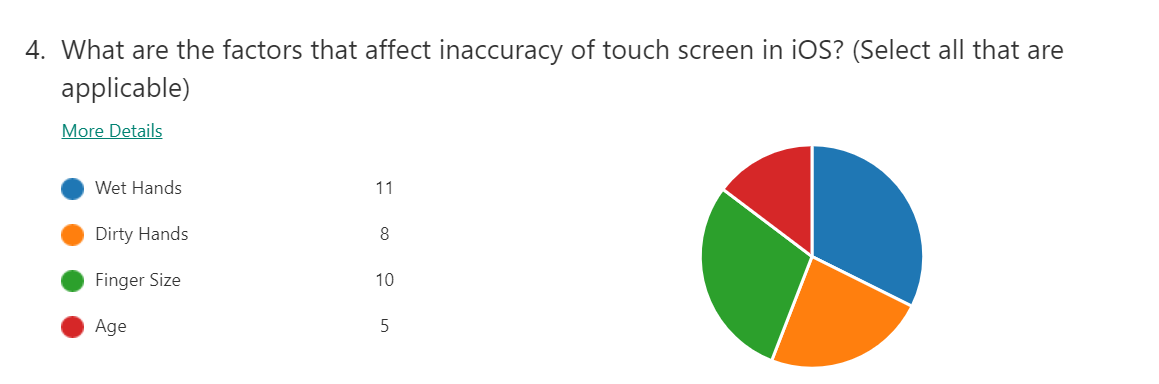 4. What are the factors that affect inaccuracy of touch screen in iOS? (Select all that are
applicable)
More Details
Wet Hands 11
Dirty Hands 8
Finger Size 10
Age 5